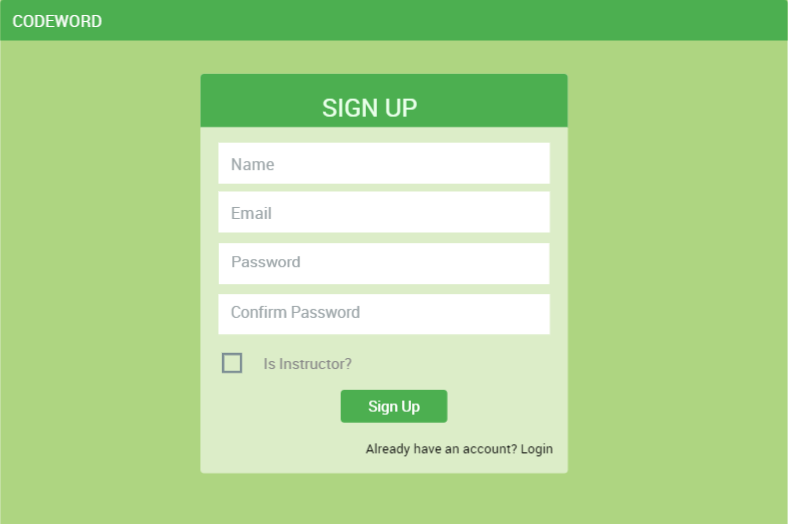 CODEWORD
SIGN UP
Name
Email
Password
Confirm Password
Is Instructor?
Sign Up
Already have an account? Login